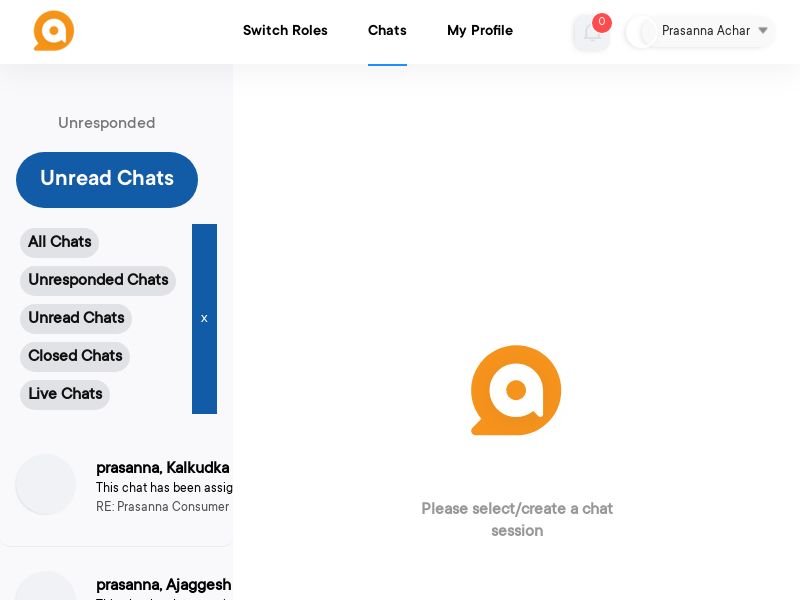 Switch Roles
Chats
My Profile
0
Prasanna Achar
Unresponded
Unread Chats
All Chats
Unresponded Chats
Unread Chats
Closed Chats
Live Chats
x
prasanna, Kalkudka
This chat has been assig
RE: Prasanna Consumer
prasanna, Ajaggesh
Please select/create a chat
session